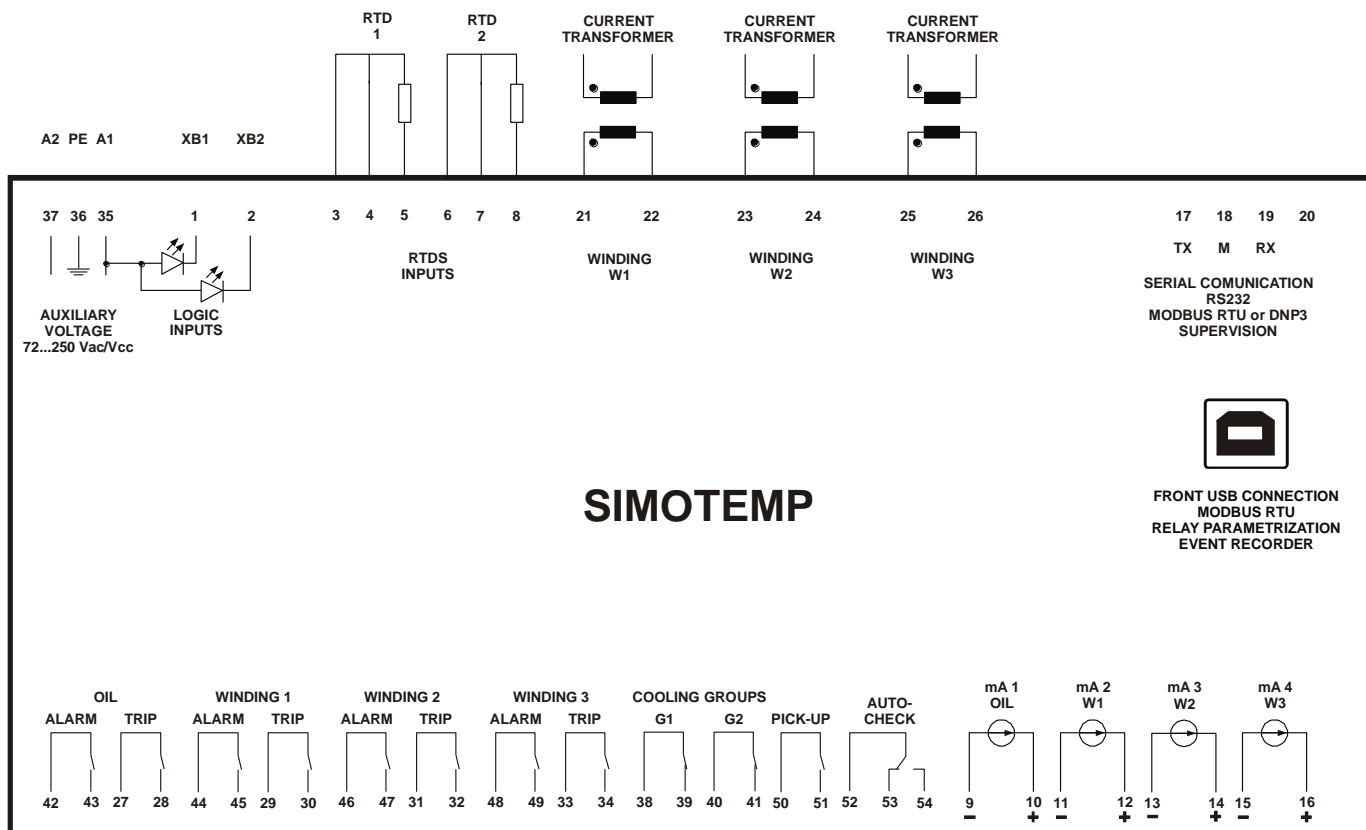 RTD
1
RTD
2
CURRENT
TRANSFORMER
CURRENT
TRANSFORMER
CURRENT
TRANSFORMER
A2 PE A1 XB1 XB2
37 36 35 1 2 3 4 5 6 7 8 21 22 23 24 25 26 17 18 19 20
TX M RX
AUXILIARY
VOLTAGE
72...250 Vac/Vcc
LOGIC
INPUTS
RTDS
INPUTS
WINDING
W1
WINDING
W2
WINDING
W3
SERIAL COMUNICATION
RS232
MODBUS RTU or DNP3
SUPERVISION
SIMOTEMP
FRONT USB CONNECTION
MODBUS RTU
RELAY PARAMETRIZATION
EVENT RECORDER
OIL
ALARM TRIP
WINDING 1
ALARM TRIP
WINDING 2
ALARM TRIP
WINDING 3
ALARM TRIP
COOLING GROUPS
G1 G2
PICK-UP
AUTO-
CHECK
mA 1
OIL
mA 2
W1
mA 3
W2
mA 4
W3
42 43 27 28 44 45 29 30 46 47 31 32 48 49 33 34 38 39 40 41 50 51 52 53 54 9 10 11 12 13 14 15 16
– + – + – + – +